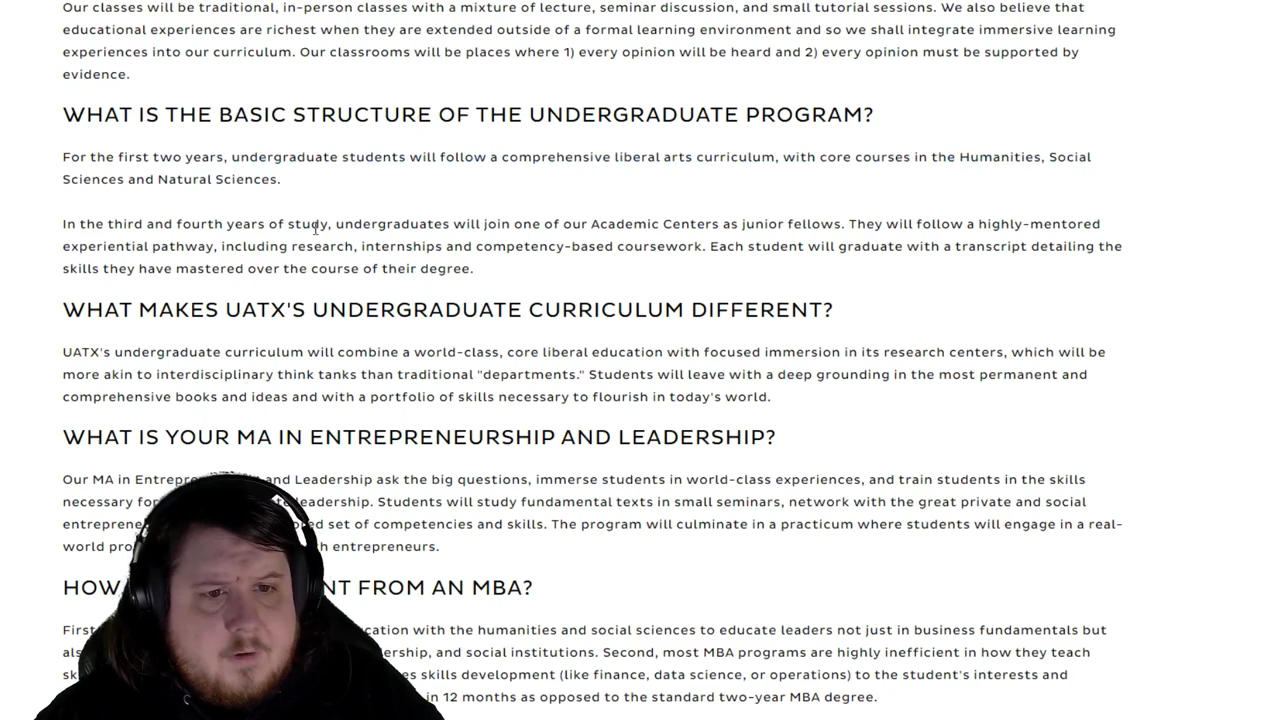 Our classes will be traditional, in-person classes with a mixture of lecture, seminar discussion, and small tutorial sessions. We also believe that
educational experiences are richest when they are extended outside of a formal learning environment and so we shall integrate immersive learning
experiences into our curriculum. Our classrooms will be places where 1) every opinion will be heard and 2) every opinion must be supported by
evidence.
WHAT IS THE BASIC STRUCTURE OF THE UNDERGRADUATE PROGRAM?
For the first two years, undergraduate students will follow a comprehensive liberal arts curriculum, with core courses in the Humanities, Social
Sciences and Natural Sciences.
In the third and fourth years of study, undergraduates will join one of our Academic Centers as junior fellows. They will follow a highly-mentored
experiential pathway, including research, internships and competency-based coursework. Each student will graduate with a transcript detailing the
skills they have mastered over the course of their degree.
WHAT MAKES UATX'S UNDERGRADUATE CURRICULUM DIFFERENT?
UATX's undergraduate curriculum will combine a world-class, core liberal education with focused immersion in its research centers, which will be
more akin to interdisciplinary think tanks than traditional "departments." Students will leave with a deep grounding in the most permanent and
comprehensive books and ideas and with a portfolio of skills necessary to flourish in today's world.
WHAT IS YOUR MA IN ENTREPRENEURSHIP AND LEADERSHIP?
Our MA in and Leadership ask the big questions, immerse students in world-class experiences, and train students in the skills
necessary for leadership. Students will study fundamental texts in small seminars, network with the great private and social
set of competencies and skills. The program will culminate in a practicum where students will engage in a real-
world entrepreneurs.
HOW FROM AN MBA?
First with the humanities and social sciences to educate leaders not just in business fundamentals but
and social institutions. Second, most MBA programs are highly inefficient in how they teach
skills development (like finance, data science, or operations) to the student's interests and
in 12 months as opposed to the standard two-year MBA degree.